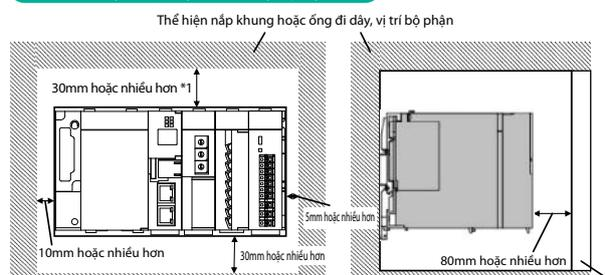 Thể hiện nắp khung hoặc ống đi dây, vị trí bộ phận
30mm hoặc nhiều hơn *1
5mm hoặc nhiều hơn
10mm hoặc nhiều hơn
30mm hoặc nhiều hơn
80mm hoặc nhiều hơn